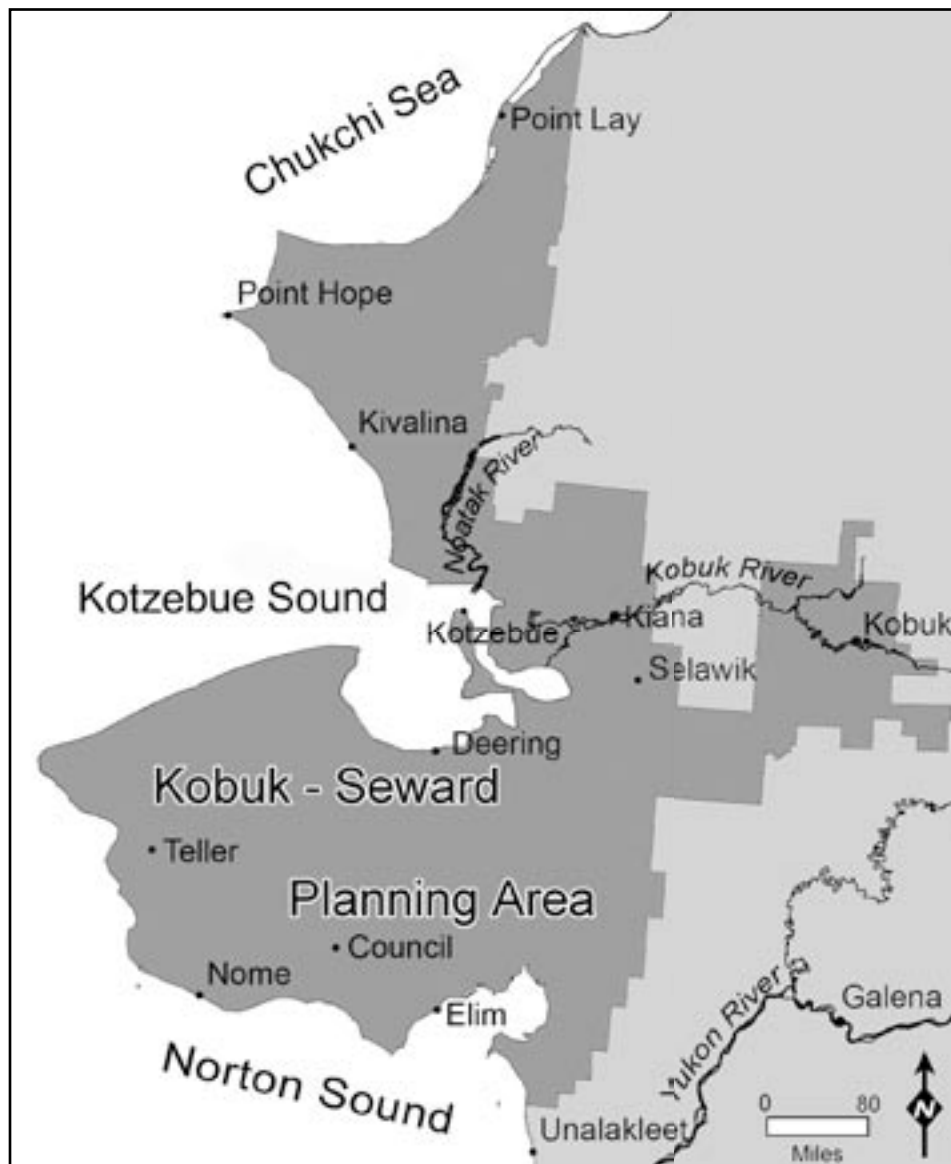 Chukchi Sea
Point Lay
Point Hope
Kivalina
Noatak River
Kobuk River
Kotzebue Sound
Kotzebue
Kiana
Kobuk
Selawik
Deering
Kobuk - Seward
Teller
Planning Area
Council
Nome
Elim
Galena
Yukon River
Norton Sound
Unalakleet
N
0 80
Miles